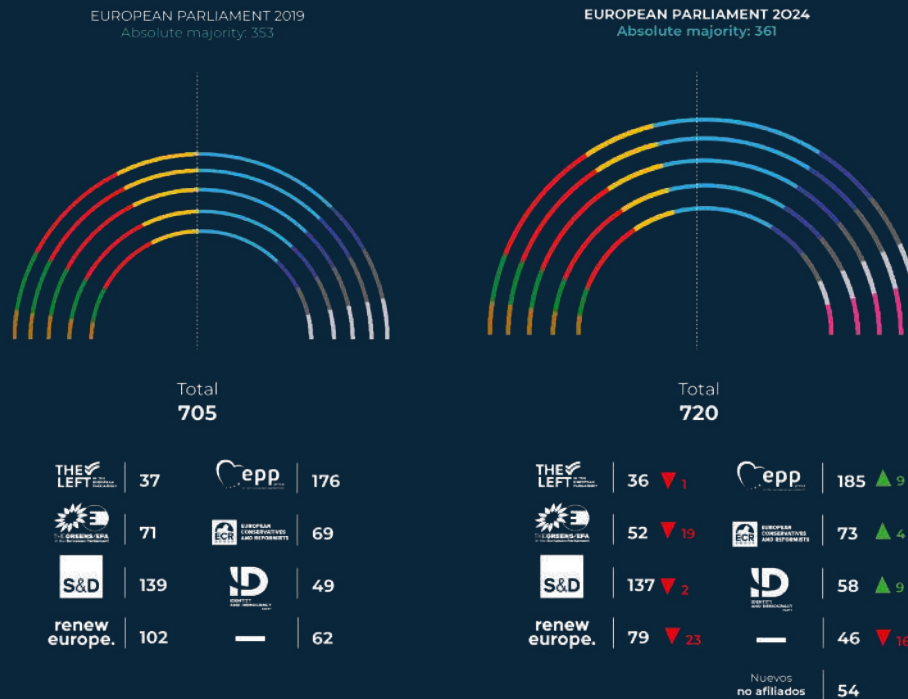 EUROPEAN PARLIAMENT 2019
Absolute majority: 353
Total
705
THE
LEFT
37
epp
176
THE GREENS/EFA
71
ECR
EUROPEAN
CONSERVATIVES
AND REFORMISTS
69
S&D
139
ID
IDENTITY
AND DEMOCRACY
49
renew
europe.
102
—
62
EUROPEAN PARLIAMENT 2024
Absolute majority: 361
Total
720
THE
LEFT
36 ▼ 1
epp
185 ▲ 9
THE GREENS/EFA
52 ▼ 19
ECR
EUROPEAN
CONSERVATIVES
AND REFORMISTS
73 ▲ 4
S&D
137 ▼ 2
ID
IDENTITY
AND DEMOCRACY
58 ▲ 9
renew
europe.
79 ▼ 23
—
46 ▼ 16
Nuevos
no afiliados
54